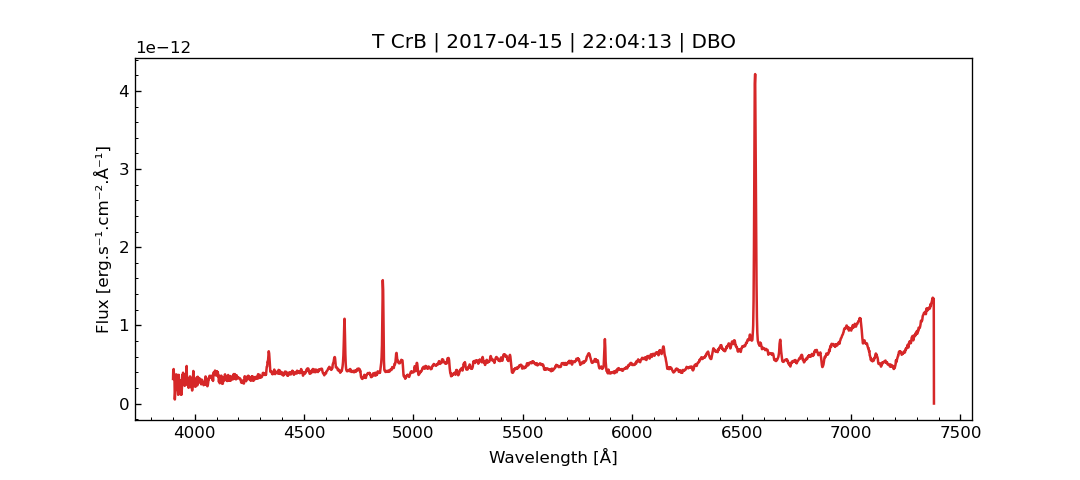 T CrB | 2017-04-15 | 22:04:13 | DBO
1e−12
4
3
2
1
0
Flux [erg.s⁻¹.cm⁻².Å⁻¹]
4000 4500 5000 5500 6000 6500 7000 7500
Wavelength [Å]